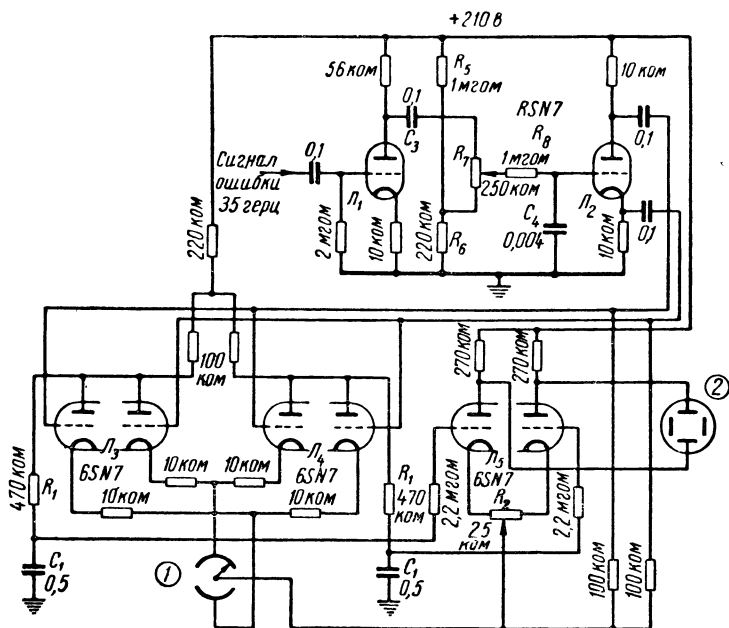 +210 в
56 ком
R5
1 мгом
10 ком
0,1
C3
RSN7
R8
1 мгом
0,1
Сигнал
ошибки
35 герц
0,1
Л1
R7
250 ком
Л2
220 ком
2 мгом
10 ком
220 ком
R6
C4
0,004
10 ком
0,1
100
ком
270 ком
270 ком
2
470 ком
R1
Л3
6SN7
10 ком
10 ком
10 ком
Л4
6SN7
10 ком
R1
470
ком
2,2 мгом
Л5
6SN7
R2
25
ком
2,2 мгом
C1
0,5
1
C1
0,5
100 ком
100 ком